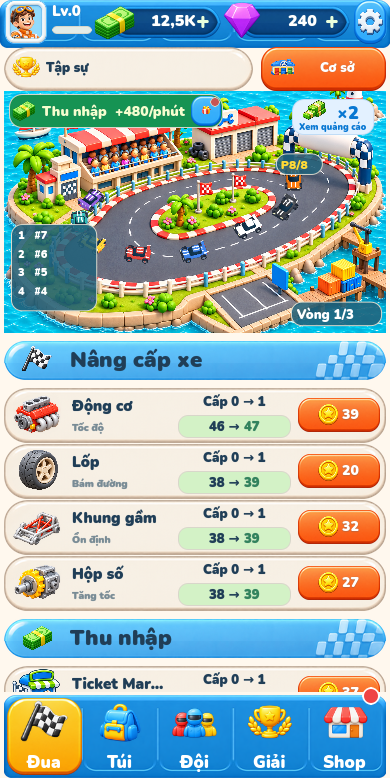 Lv.0
12,5K+
240 +
Tập sự
Cơ sở
Thu nhập +480/phút
×2
Xem quảng cáo
P8/8
1 #7
2 #6
3 #5
4 #4
Vòng 1/3
Nâng cấp xe
Động cơ
Tốc độ
Cấp 0 → 1
46 → 47
39
Lốp
Bám đường
Cấp 0 → 1
38 → 39
20
Khung gầm
Ổn định
Cấp 0 → 1
38 → 39
32
Hộp số
Tăng tốc
Cấp 0 → 1
38 → 39
27
Thu nhập
Ticket Mar...
Cấp 0 → 1
37
Đua
Túi
Đội
Giải
Shop